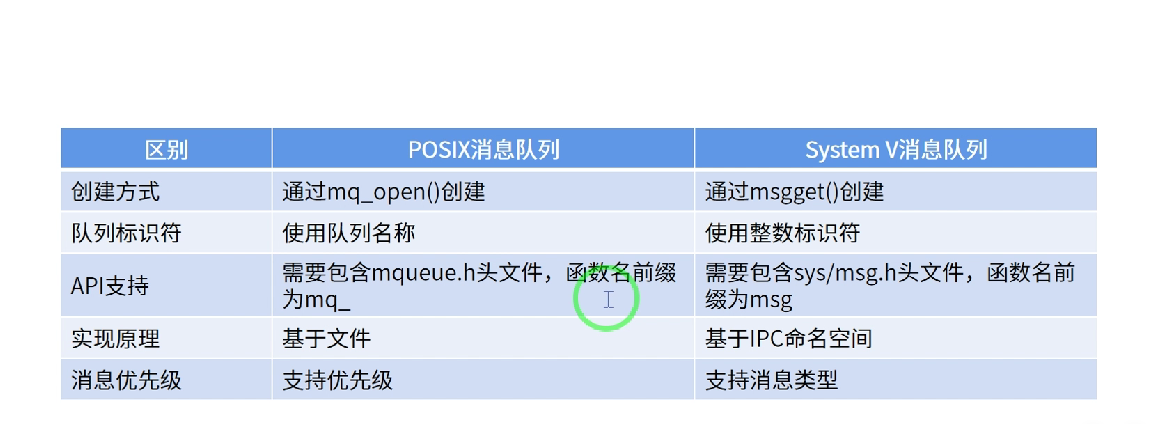 区别 POSIX消息队列 System V消息队列
创建方式 通过mq_open()创建 通过msgget()创建
队列标识符 使用队列名称 使用整数标识符
API支持 需要包含mqueue.h头文件，函数名前缀
为mq_
需要包含sys/msg.h头文件，函数名前
缀为msg
实现原理 基于文件 基于IPC命名空间
消息优先级 支持优先级 支持消息类型